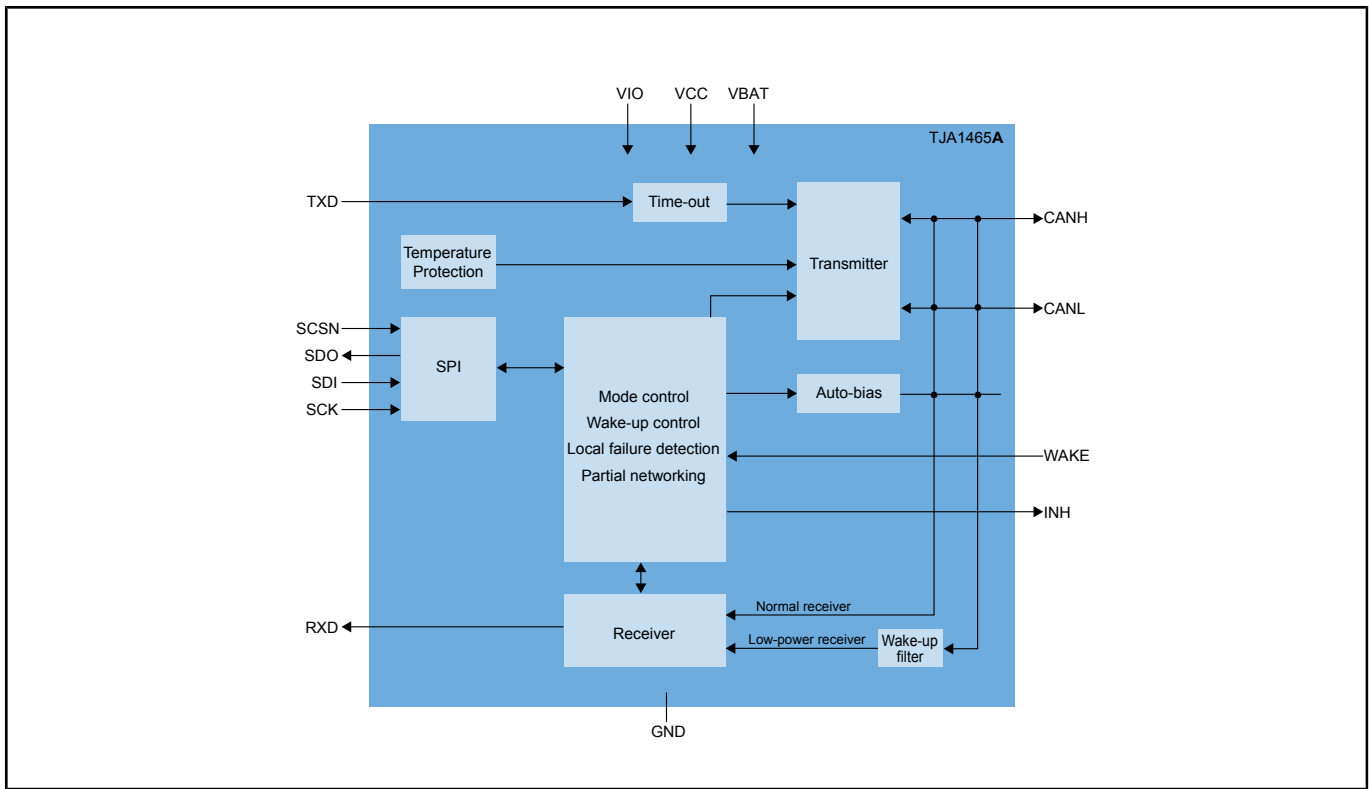 VIO
VCC
VBAT
TJA1465A
TXD
Time-out
CANH
Temperature
Protection
Transmitter
CANL
SCSN
SDO
SDI
SCK
SPI
Mode control
Wake-up control
Local failure detection
Partial networking
Auto-bias
WAKE
INH
RXD
Receiver
Normal receiver
Low-power receiver
Wake-up
filter
GND